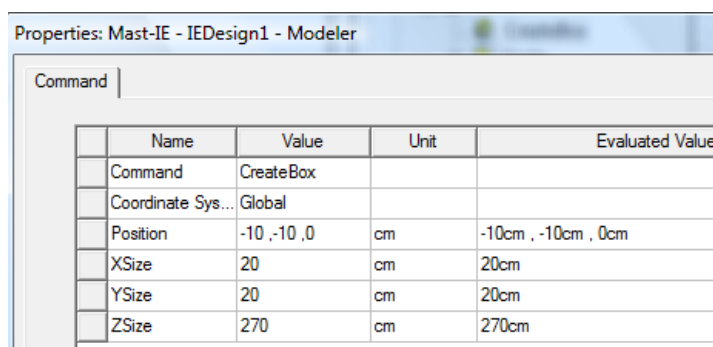 Properties: Mast-IE - IEDesign1 - Modeler
Command
Name Value Unit Evaluated Value
Command CreateBox
Coordinate Sys... Global
Position -10 ,-10 ,0 cm -10cm , -10cm , 0cm
XSize 20 cm 20cm
YSize 20 cm 20cm
ZSize 270 cm 270cm